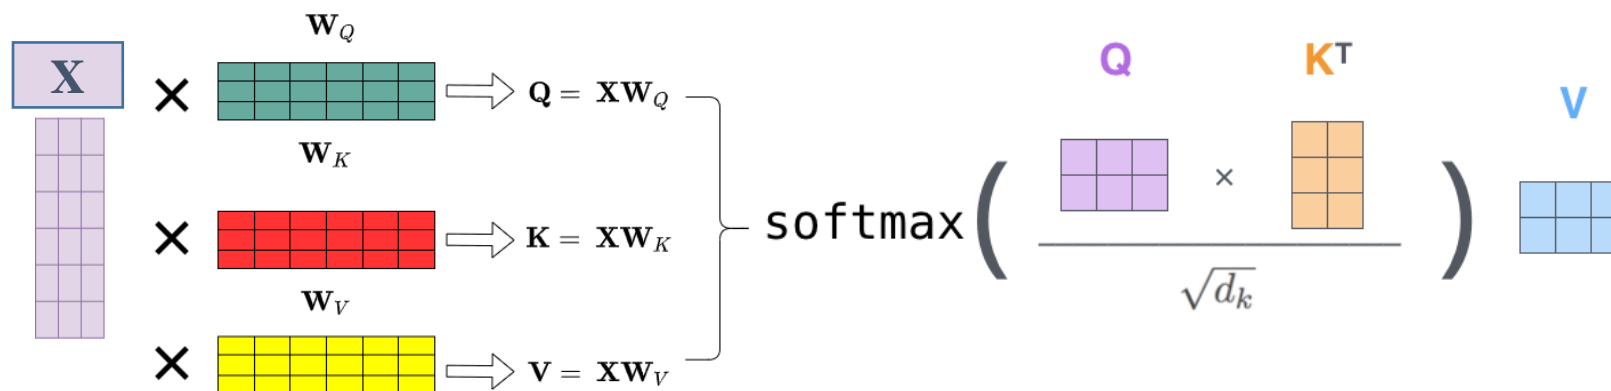 X
×
W_Q
Q = XW_Q
×
W_K
K = XW_K
×
W_V
V = XW_V
softmax(
Q
×
K^T
√d_k
)
V